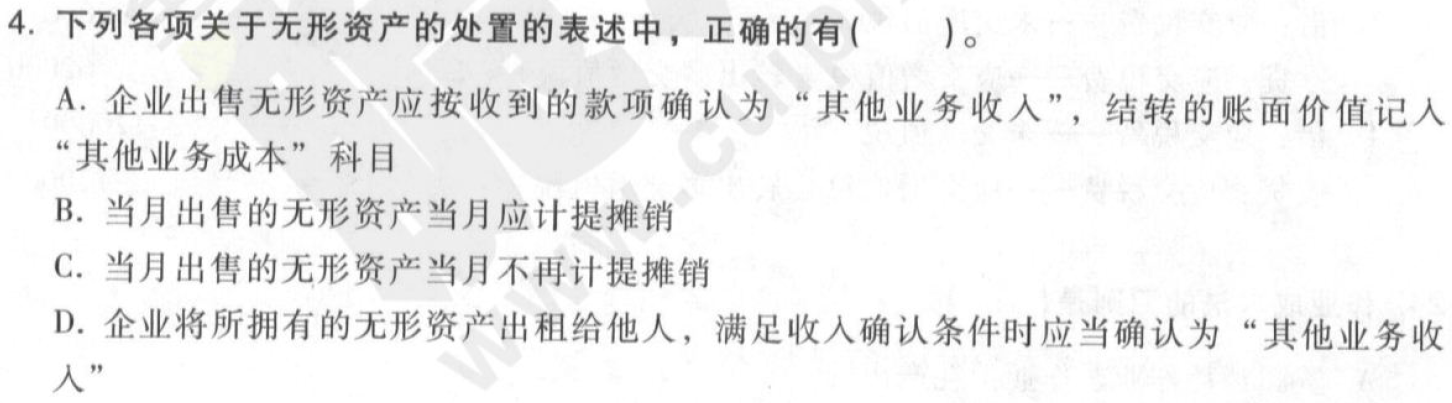 4. 下列各项关于无形资产的处置的表述中，正确的有(　　)。
A. 企业出售无形资产应按收到的款项确认为“其他业务收入”，结转的账面价值记入
“其他业务成本”科目
B. 当月出售的无形资产当月应计提摊销
C. 当月出售的无形资产当月不再计提摊销
D. 企业将所拥有的无形资产出租给他人，满足收入确认条件时应当确认为“其他业务收
入”